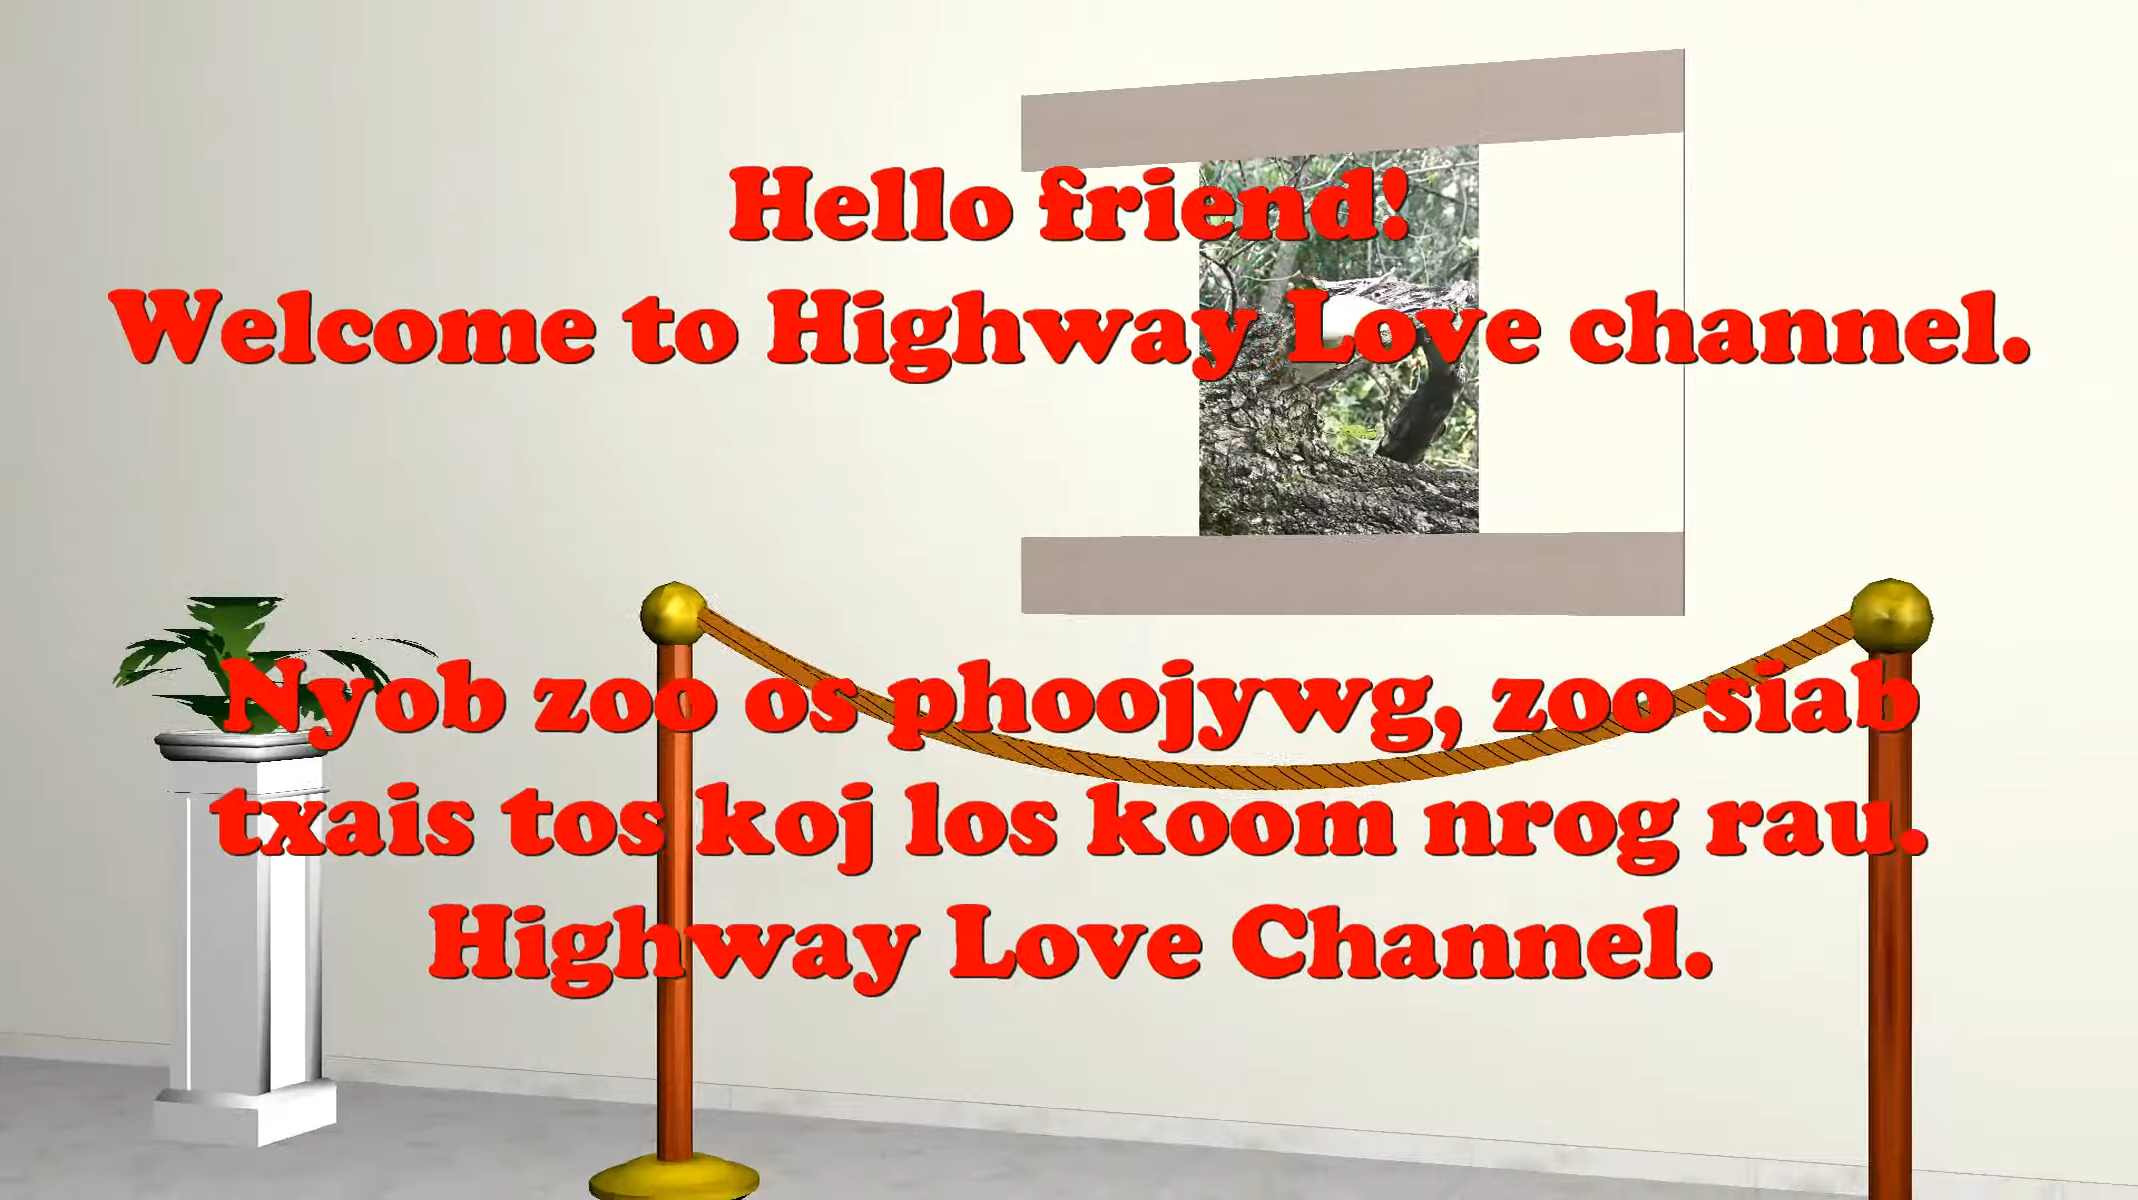 Hello friend!
Welcome to Highway Love channel.
Nyob zoo os phoojywg, zoo siab
txais tos koj los koom nrog rau.
Highway Love Channel.